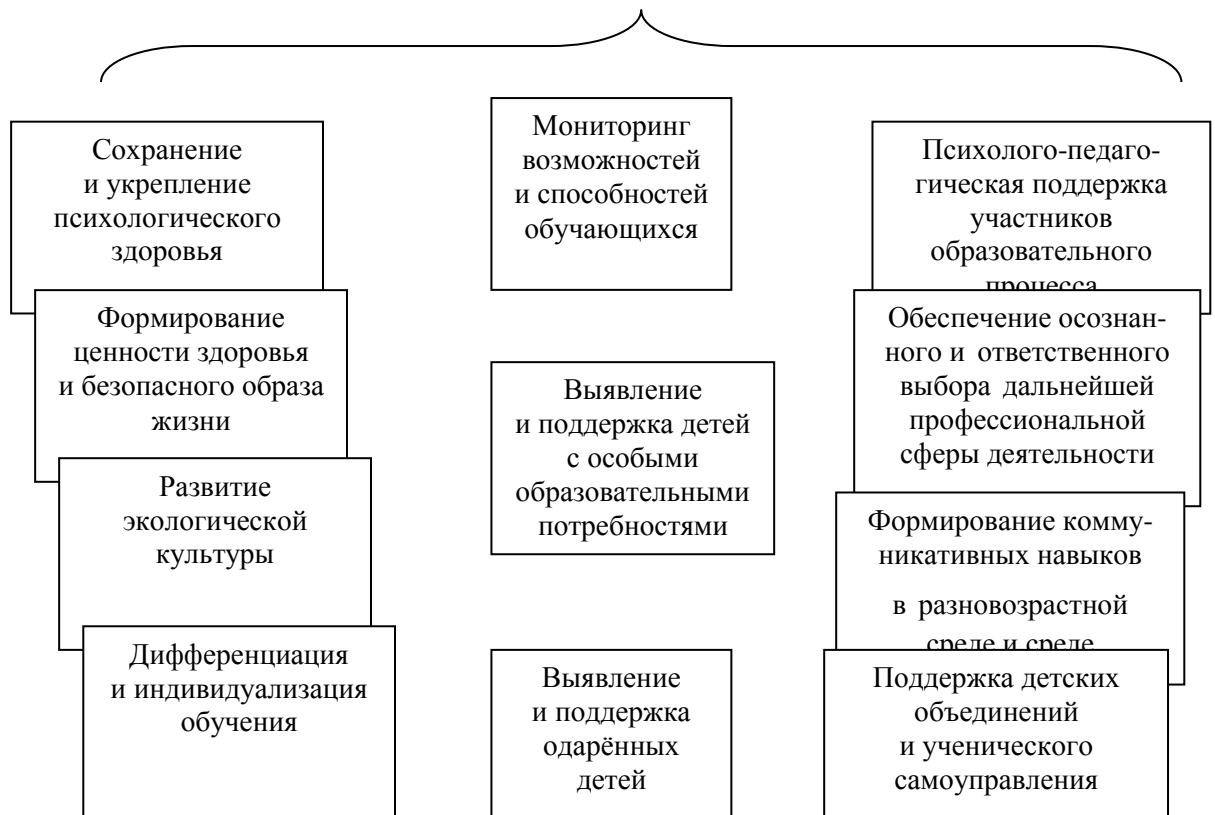 Сохранение
и укрепление
психологического
здоровья
Формирование
ценности здоровья
и безопасного образа
жизни
Развитие
экологической
культуры
Дифференциация
и индивидуализация
обучения
Мониторинг
возможностей
и способностей
обучающихся
Выявление
и поддержка детей
с особыми
образовательными
потребностями
Выявление
и поддержка
одарённых
детей
Психолого-педаго-
гическая поддержка
участников
образовательного
процесса
Обеспечение осознан-
ного и ответственного
выбора дальнейшей
профессиональной
сферы деятельности
Формирование комму-
никативных навыков
в разновозрастной
среде и среде
Поддержка детских
объединений
и ученического
самоуправления